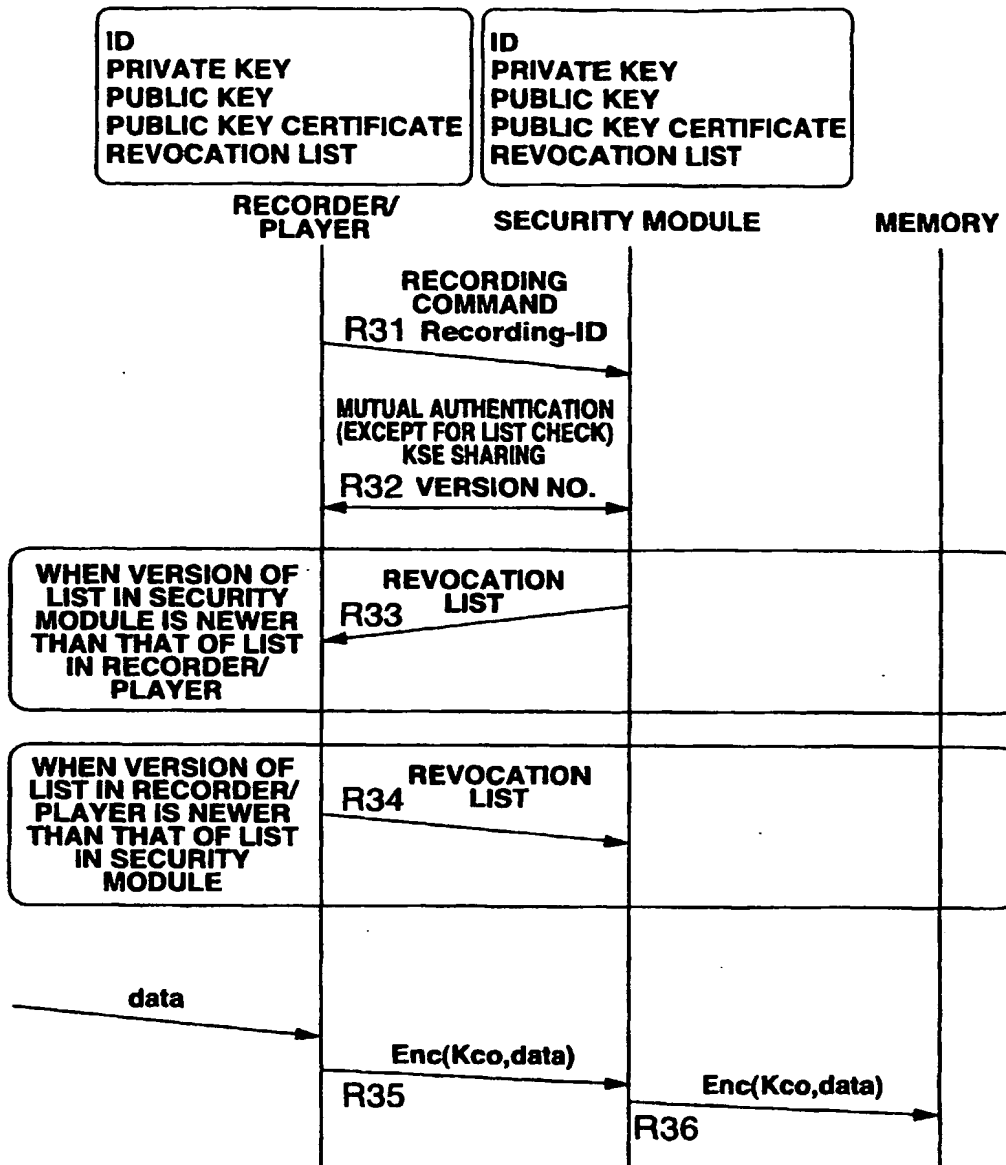 ID
PRIVATE KEY
PUBLIC KEY
PUBLIC KEY CERTIFICATE
REVOCATION LIST
ID
PRIVATE KEY
PUBLIC KEY
PUBLIC KEY CERTIFICATE
REVOCATION LIST
RECORDER/
PLAYER
SECURITY MODULE
MEMORY
RECORDING
COMMAND
R31 Recording-ID
MUTUAL AUTHENTICATION
(EXCEPT FOR LIST CHECK)
KSE SHARING
R32 VERSION NO.
WHEN VERSION OF
LIST IN SECURITY
MODULE IS NEWER
THAN THAT OF LIST
IN RECORDER/
PLAYER
REVOCATION
LIST
R33
WHEN VERSION OF
LIST IN RECORDER/
PLAYER IS NEWER
THAN THAT OF LIST
IN SECURITY
MODULE
REVOCATION
LIST
R34
data
Enc(Kco,data)
R35
Enc(Kco,data)
R36